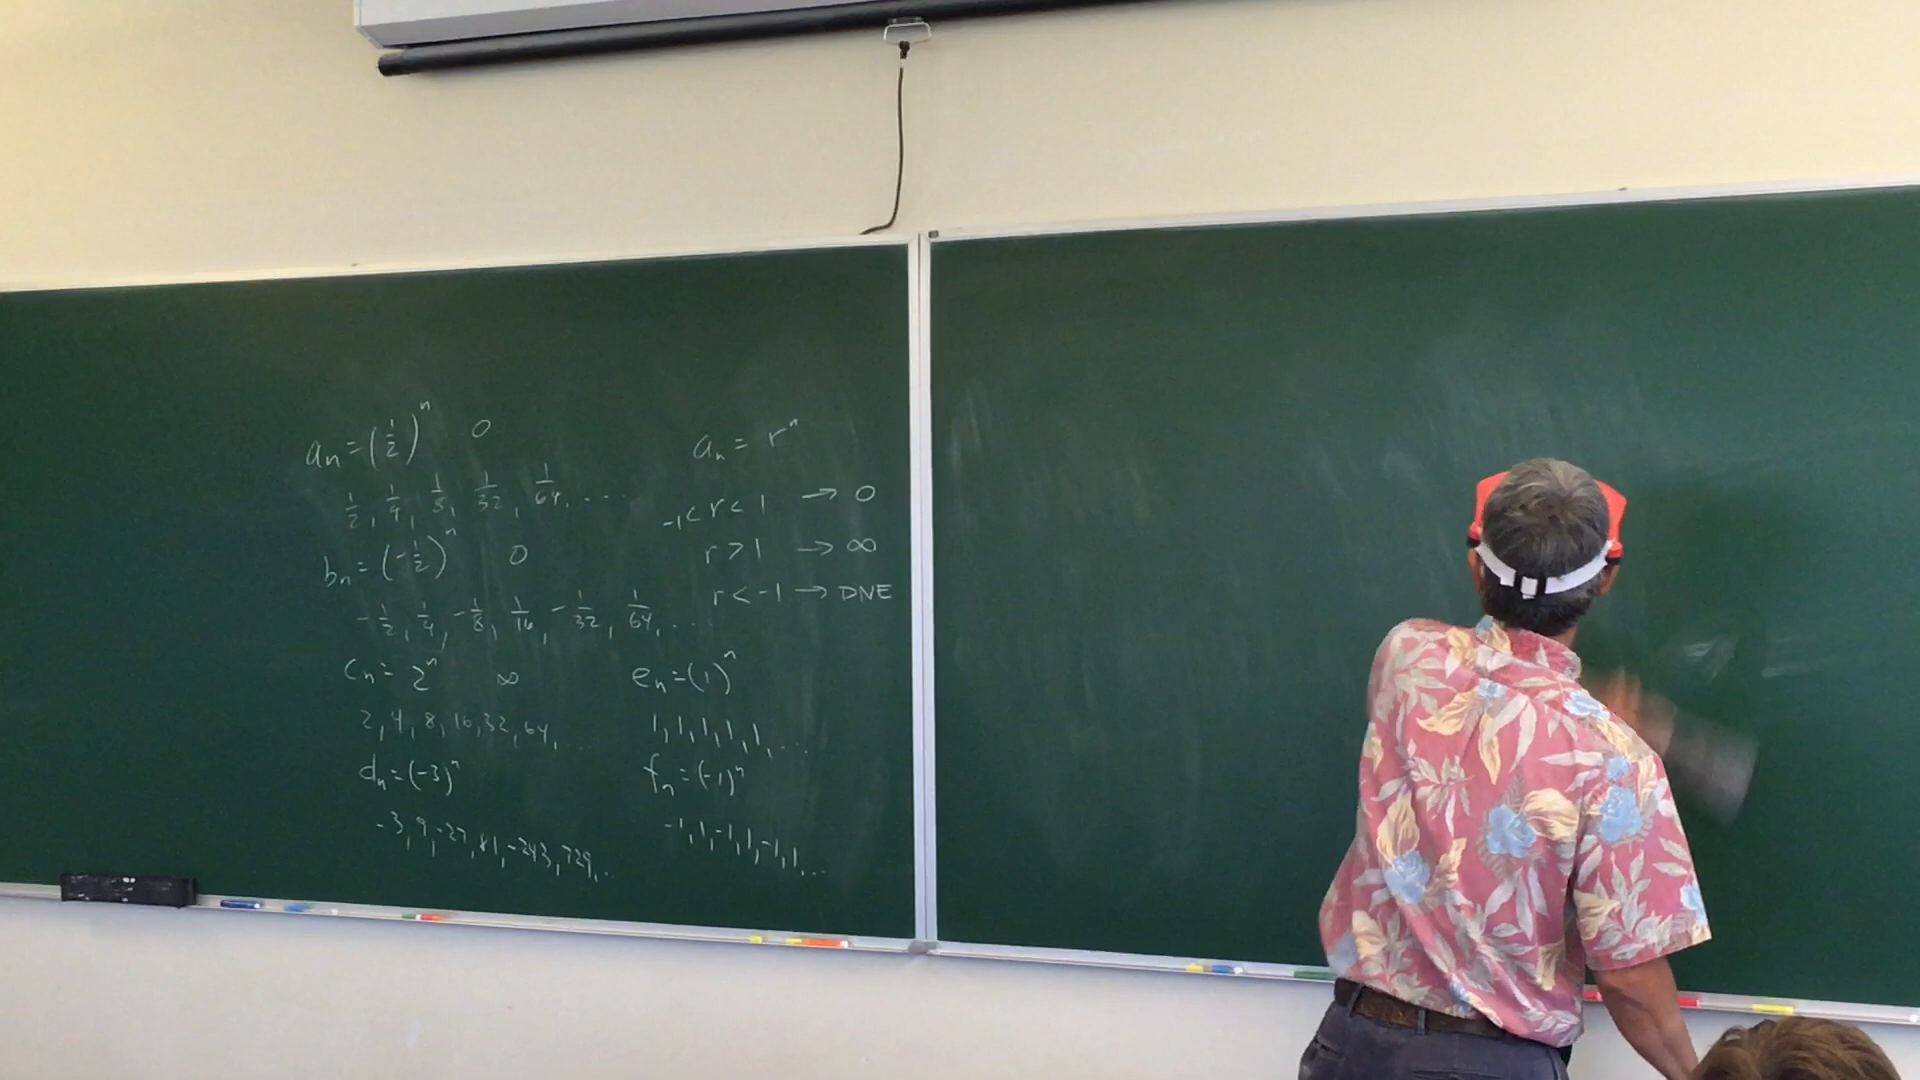 aₙ = (1/2)ⁿ 0
1/2, 1/4, 1/8, 1/32, 1/64, ...
bₙ = (-1/2)ⁿ 0
-1/2, 1/4, -1/8, 1/16, -1/32, 1/64, ...
cₙ = 2ⁿ ∞
2, 4, 8, 16, 32, 64, ...
dₙ = (-3)ⁿ
-3, 9, -27, 81, -243, 729, ...
aₙ = rⁿ
-1 < r < 1 → 0
r > 1 → ∞
r < -1 → DNE
eₙ = (1)ⁿ
1, 1, 1, 1, 1, ...
fₙ = (-1)ⁿ
-1, 1, -1, 1, -1, 1, ...